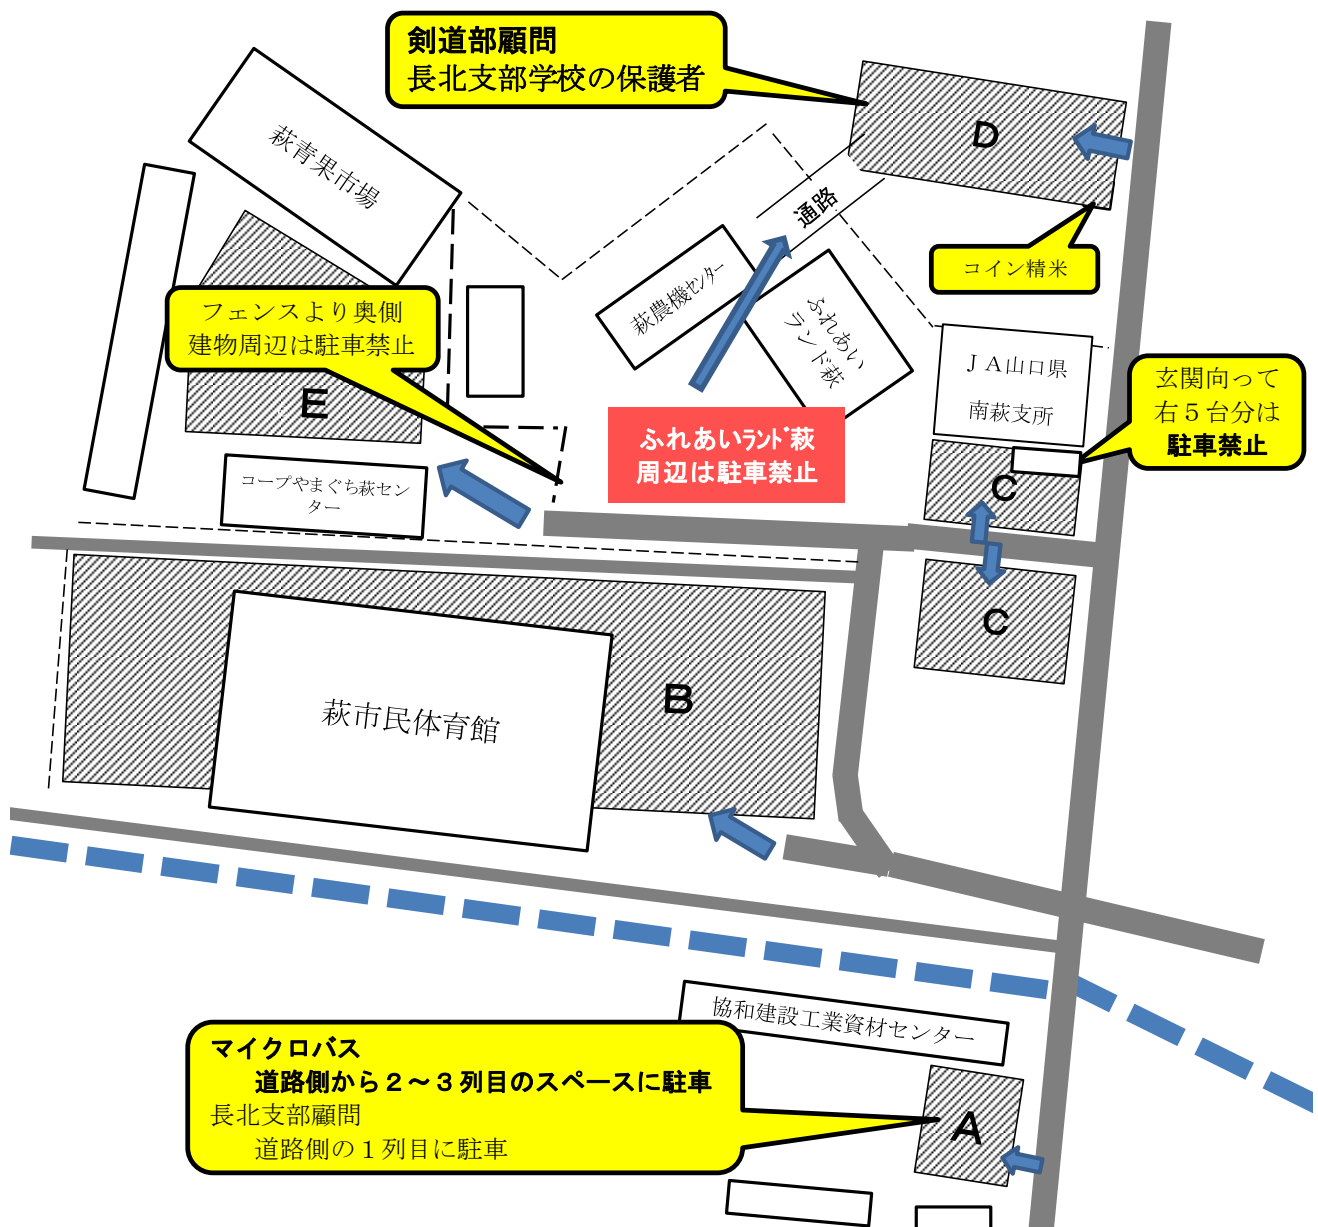 剣道部顧問
長北支部学校の保護者
D
萩青果市場
通路
コイン精米
萩農機センター
ふれあい
ランド萩
フェンスより奥側
建物周辺は駐車禁止
E
ＪＡ山口県
南萩支所
玄関向って
右５台分は
駐車禁止
ふれあいランド萩
周辺は駐車禁止
コープやまぐち萩セン
ター
C
C
B
萩市民体育館
協和建設工業資材センター
マイクロバス
道路側から２～３列目のスペースに駐車
長北支部顧問
道路側の１列目に駐車
A